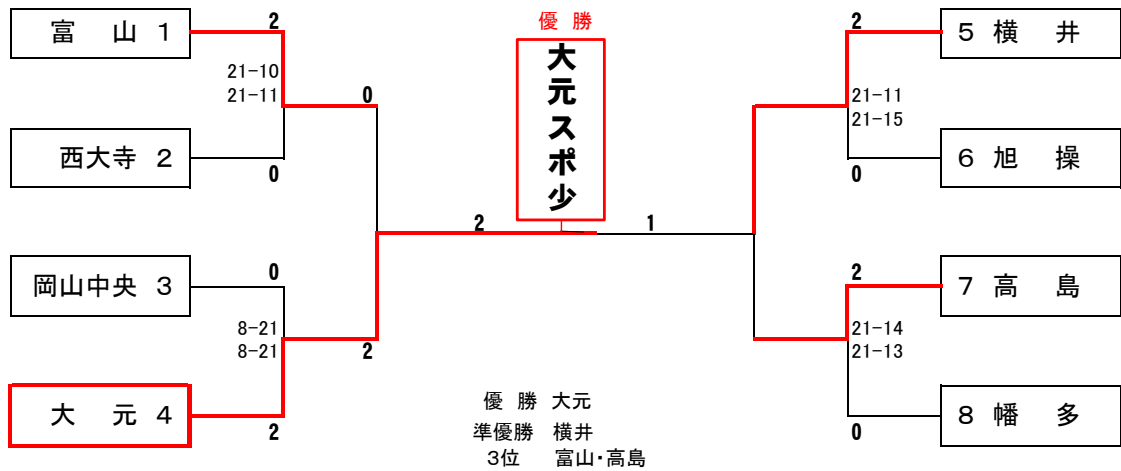 優 勝
大元スポ少
富 山 1
2
21-10
21-11
0
西大寺 2
0
岡山中央 3
0
8-21
8-21
2
大 元 4
2
2
1
2
5 横 井
21-11
21-15
6 旭 操
0
2
7 高 島
21-14
21-13
8 幡 多
0
優 勝 大元
準優勝 横井
3位 富山・高島